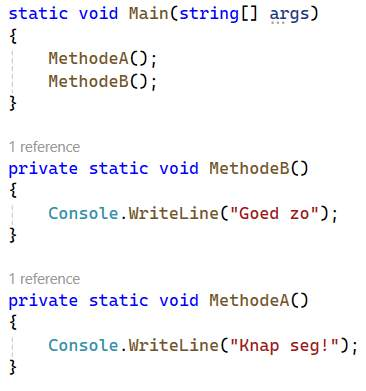 static void Main(string[] args)
{
    MethodeA();
    MethodeB();
}
1 reference
private static void MethodeB()
{
    Console.WriteLine("Goed zo");
}
1 reference
private static void MethodeA()
{
    Console.WriteLine("Knap seg!");
}